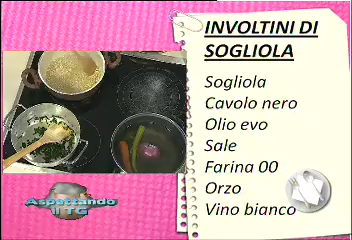 INVOLTINI DI
SOGLIOLA
Sogliola
Cavolo nero
Olio evo
Sale
Farina 00
Orzo
Vino bianco
Aspettando
il TG